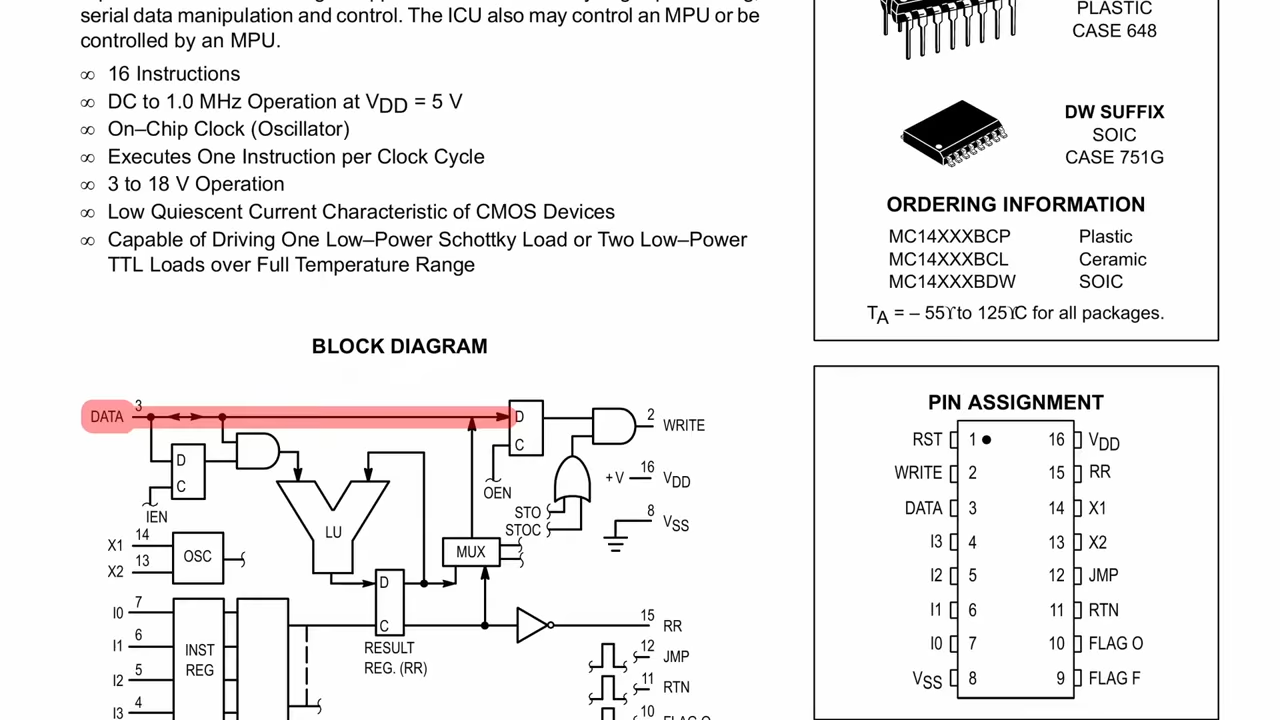 serial data manipulation and control. The ICU also may control an MPU or be
controlled by an MPU.
∞ 16 Instructions
∞ DC to 1.0 MHz Operation at VDD = 5 V
∞ On–Chip Clock (Oscillator)
∞ Executes One Instruction per Clock Cycle
∞ 3 to 18 V Operation
∞ Low Quiescent Current Characteristic of CMOS Devices
∞ Capable of Driving One Low–Power Schottky Load or Two Low–Power
TTL Loads over Full Temperature Range
PLASTIC
CASE 648
DW SUFFIX
SOIC
CASE 751G
ORDERING INFORMATION
MC14XXXBCP Plastic
MC14XXXBCL Ceramic
MC14XXXBDW SOIC
TA = – 55ϒto 125ϒC for all packages.
BLOCK DIAGRAM
DATA 3
D
C
IEN
LU
D
C
OEN
2 WRITE
STO
STOC
+V 16 VDD
8 VSS
X1 14
X2 13
OSC
MUX
I0 7
I1 6
I2 5
I3 4
INST
REG
D
C
RESULT
REG. (RR)
15 RR
12 JMP
11 RTN
10 FLAG O
PIN ASSIGNMENT
RST 1 16 VDD
WRITE 2 15 RR
DATA 3 14 X1
I3 4 13 X2
I2 5 12 JMP
I1 6 11 RTN
I0 7 10 FLAG O
VSS 8 9 FLAG F